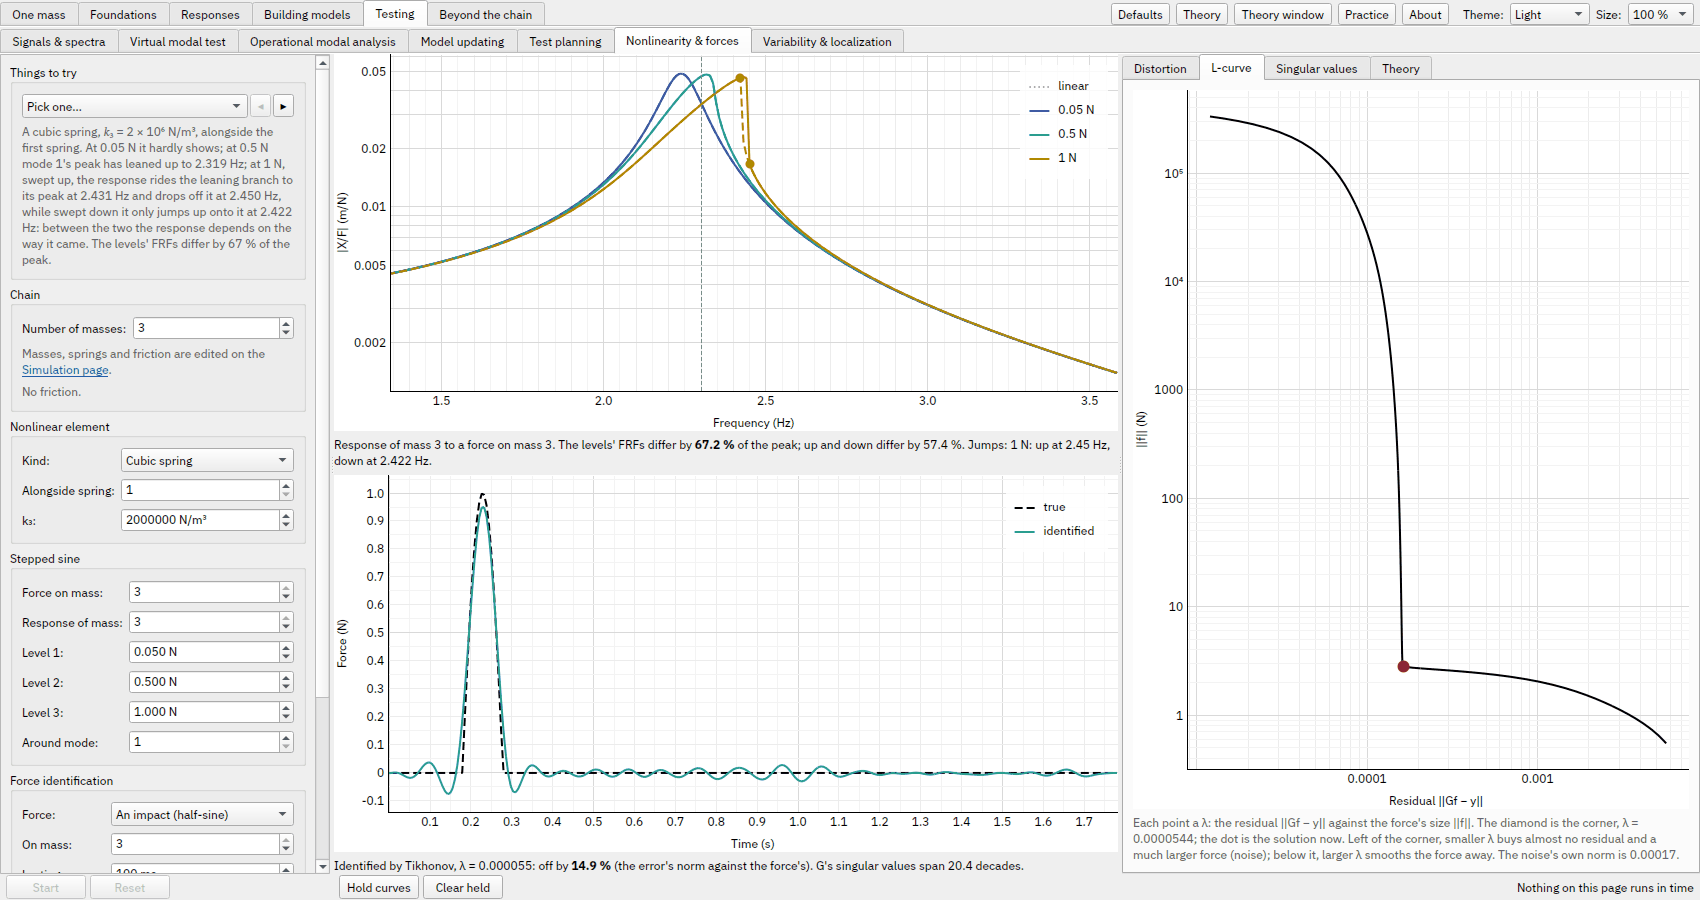 One mass
Foundations
Responses
Building models
Testing
Beyond the chain
Defaults
Theory
Theory window
Practice
About
Theme:
Light
Size:
100 %
Signals & spectra
Virtual modal test
Operational modal analysis
Model updating
Test planning
Nonlinearity & forces
Variability & localization
Things to try
Pick one...
A cubic spring, k₃ = 2 × 10⁶ N/m³, alongside the
first spring. At 0.05 N it hardly shows; at 0.5 N
mode 1's peak has leaned up to 2.319 Hz; at 1 N,
swept up, the response rides the leaning branch to
its peak at 2.431 Hz and drops off it at 2.450 Hz,
while swept down it only jumps up onto it at 2.422
Hz: between the two the response depends on the
way it came. The levels' FRFs differ by 67 % of the
peak.
Chain
Number of masses:
3
Masses, springs and friction are edited on the
Simulation page.
No friction.
Nonlinear element
Kind:
Cubic spring
Alongside spring:
1
k₃:
2000000 N/m³
Stepped sine
Force on mass:
3
Response of mass:
3
Level 1:
0.050 N
Level 2:
0.500 N
Level 3:
1.000 N
Around mode:
1
Force identification
Force:
An impact (half-sine)
On mass:
3
Start
Reset
|X/F| (m/N)
0.05
0.02
0.01
0.005
0.002
1.5
2.0
2.5
3.0
3.5
Frequency (Hz)
linear
0.05 N
0.5 N
1 N
Response of mass 3 to a force on mass 3. The levels' FRFs differ by 67.2 % of the peak; up and down differ by 57.4 %. Jumps: 1 N: up at 2.45 Hz,
down at 2.422 Hz.
Force (N)
1.0
0.9
0.8
0.7
0.6
0.5
0.4
0.3
0.2
0.1
0
-0.1
0.1
0.2
0.3
0.4
0.5
0.6
0.7
0.8
0.9
1.0
1.1
1.2
1.3
1.4
1.5
1.6
1.7
Time (s)
true
identified
Identified by Tikhonov, λ = 0.000055: off by 14.9 % (the error's norm against the force's). G's singular values span 20.4 decades.
Hold curves
Clear held
Distortion
L-curve
Singular values
Theory
||f|| (N)
10⁵
10⁴
1000
100
10
1
0.0001
0.001
Residual ||Gf − y||
Each point a λ: the residual ||Gf − y|| against the force's size ||f||. The diamond is the corner, λ =
0.0000544; the dot is the solution now. Left of the corner, smaller λ buys almost no residual and a
much larger force (noise); below it, larger λ smooths the force away. The noise's own norm is 0.00017.
Nothing on this page runs in time